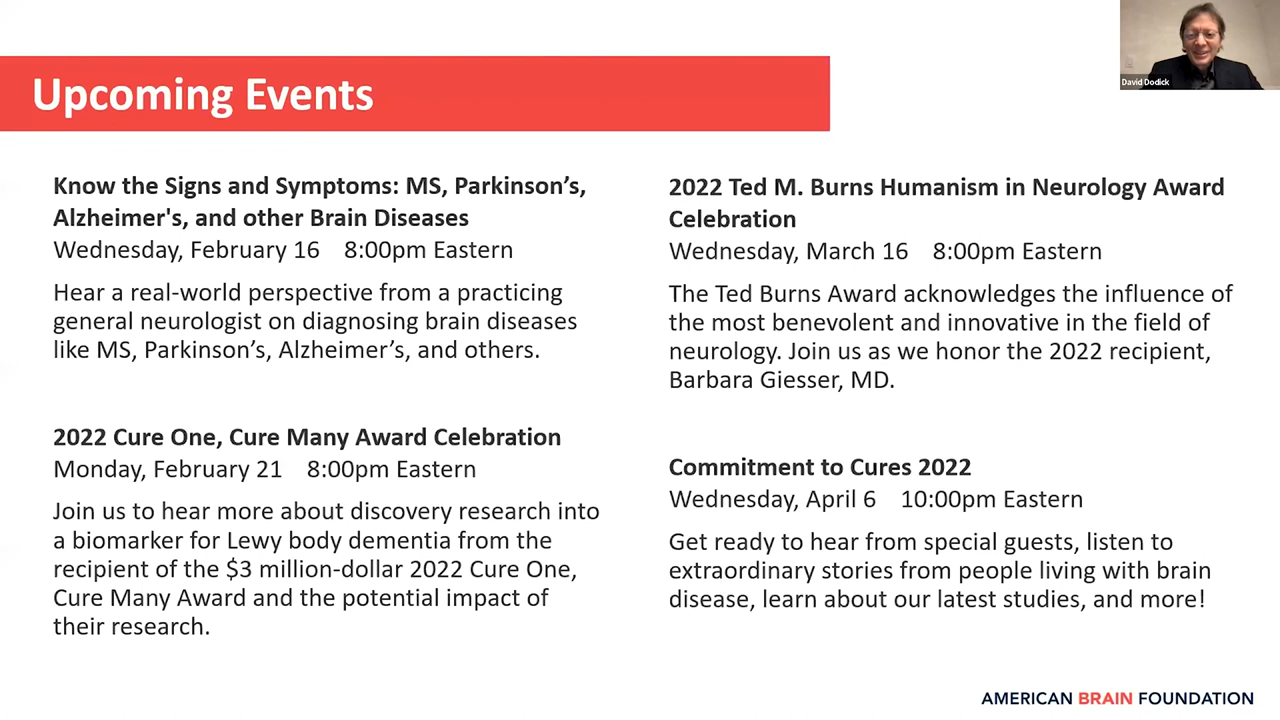 Upcoming Events
David Dodick
Know the Signs and Symptoms: MS, Parkinson’s,
Alzheimer's, and other Brain Diseases
Wednesday, February 16 8:00pm Eastern
Hear a real-world perspective from a practicing
general neurologist on diagnosing brain diseases
like MS, Parkinson’s, Alzheimer’s, and others.
2022 Cure One, Cure Many Award Celebration
Monday, February 21 8:00pm Eastern
Join us to hear more about discovery research into
a biomarker for Lewy body dementia from the
recipient of the $3 million-dollar 2022 Cure One,
Cure Many Award and the potential impact of
their research.
2022 Ted M. Burns Humanism in Neurology Award
Celebration
Wednesday, March 16 8:00pm Eastern
The Ted Burns Award acknowledges the influence of
the most benevolent and innovative in the field of
neurology. Join us as we honor the 2022 recipient,
Barbara Giesser, MD.
Commitment to Cures 2022
Wednesday, April 6 10:00pm Eastern
Get ready to hear from special guests, listen to
extraordinary stories from people living with brain
disease, learn about our latest studies, and more!
AMERICAN BRAIN FOUNDATION